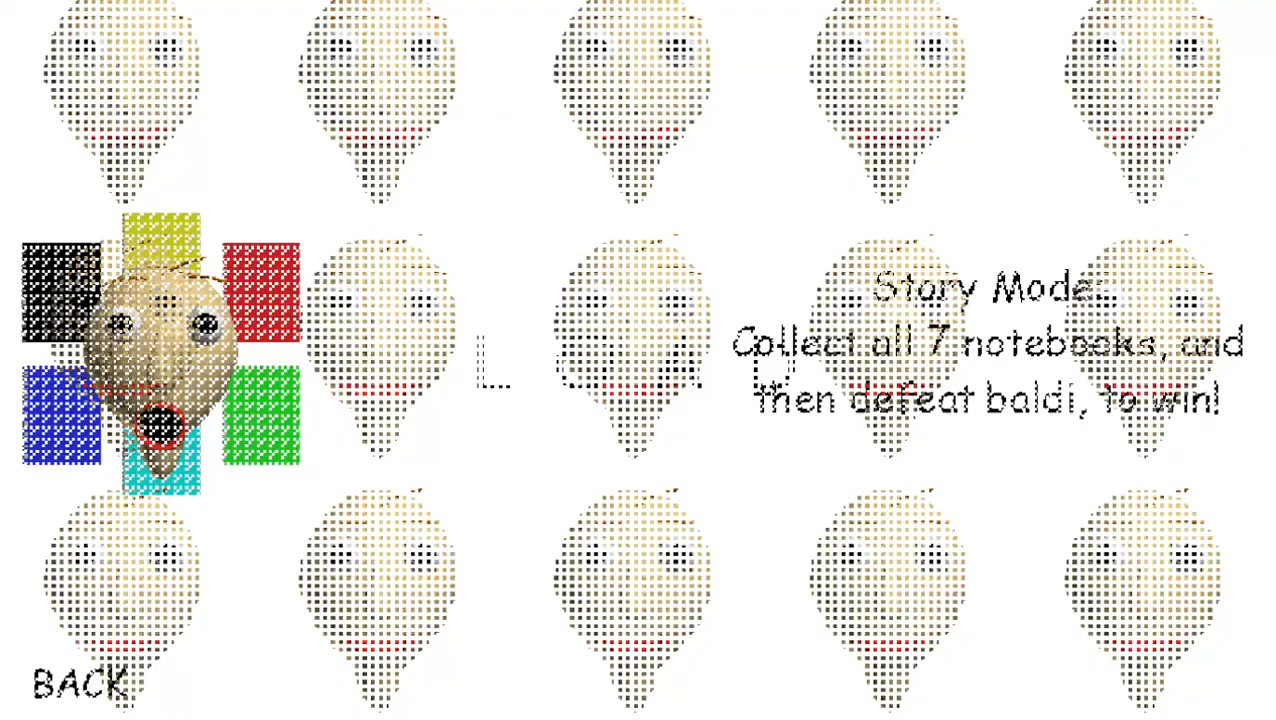 Story Mode:
Collect all 7 notebooks, and
then defeat baldi, to win!
BACK